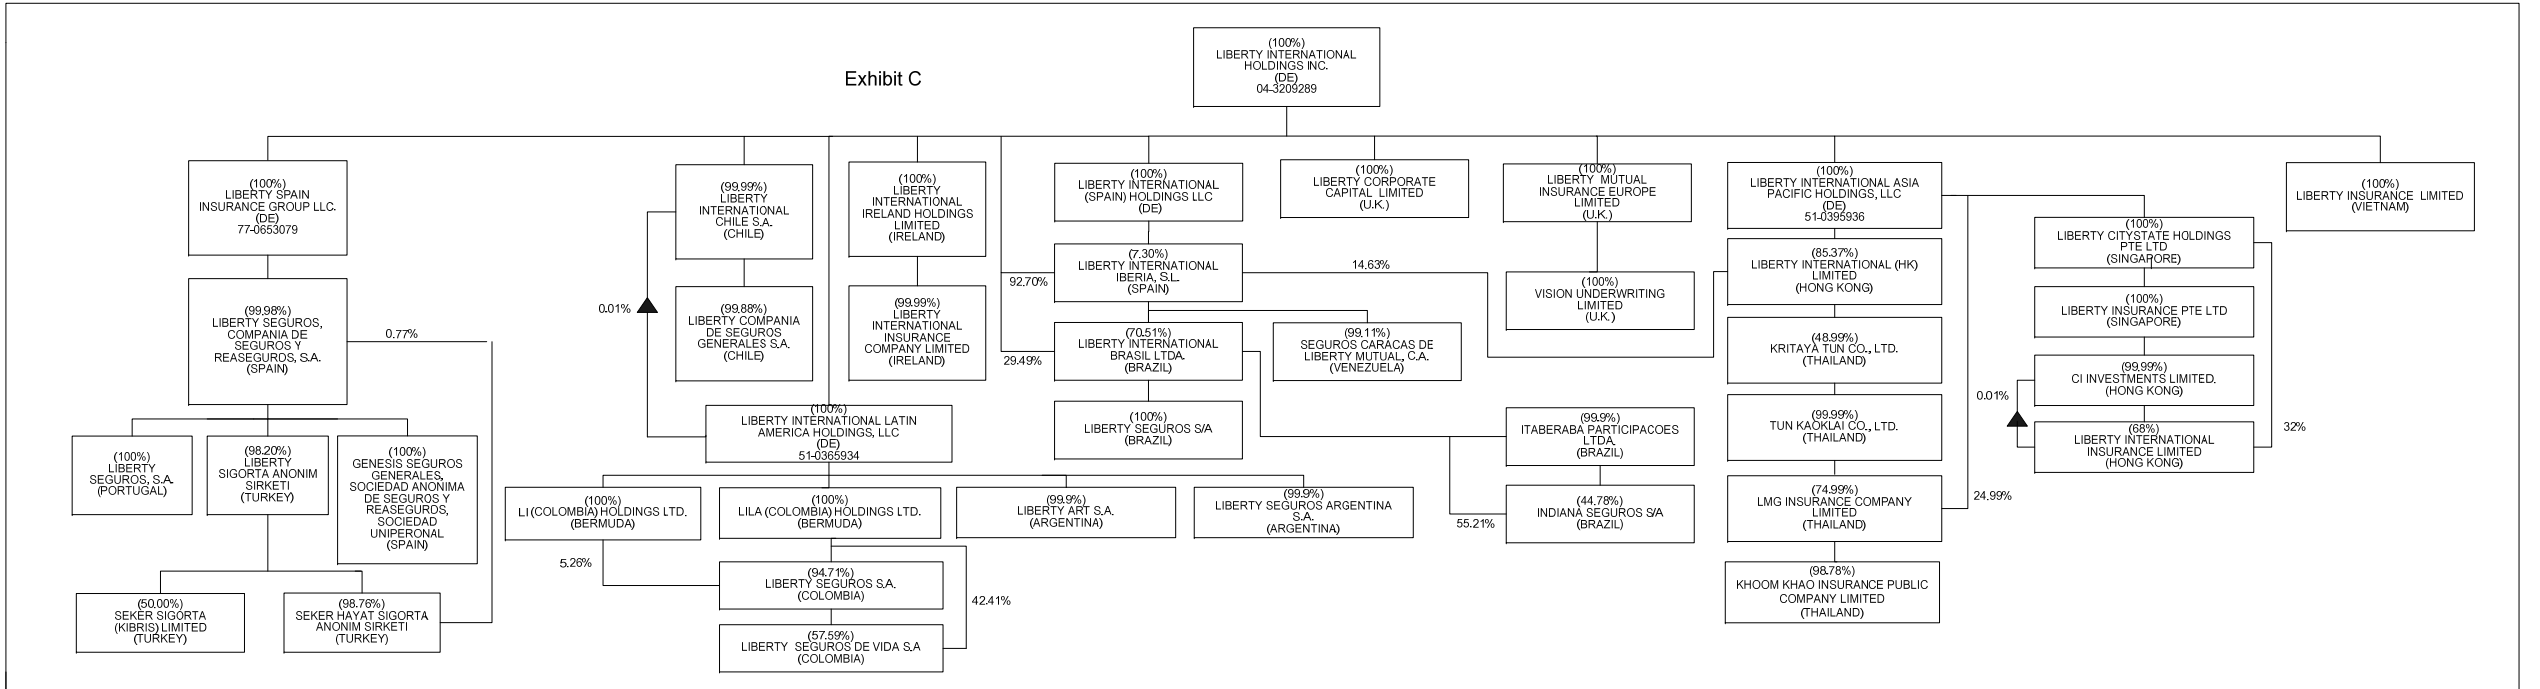 Exhibit C
(100%)
LIBERTY INTERNATIONAL
HOLDINGS INC.
(DE)
04-3209289
(100%)
LIBERTY SPAIN
INSURANCE GROUP LLC.
(DE)
77-0653079
(99.98%)
LIBERTY SEGUROS,
COMPANIA DE
SEGUROS Y
REASEGUROS, S.A.
(SPAIN)
0.77%
(100%)
LIBERTY
SEGUROS, S.A.
(PORTUGAL)
(98.20%)
LIBERTY
SIGORTA ANONIM
SIRKETI
(TURKEY)
(100%)
GENESIS SEGUROS
GENERALES,
SOCIEDAD ANONIMA
DE SEGUROS Y
REASEGUROS,
SOCIEDAD
UNIPERONAL
(SPAIN)
(50.00%)
SEKER SIGORTA
(KIBRIS) LIMITED
(TURKEY)
(98.76%)
SEKER HAYAT SIGORTA
ANONIM SIRKETI
(TURKEY)
(99.99%)
LIBERTY
INTERNATIONAL
CHILE S.A.
(CHILE)
0.01%
(99.88%)
LIBERTY COMPANIA
DE SEGUROS
GENERALES S.A.
(CHILE)
(100%)
LIBERTY
INTERNATIONAL
IRELAND HOLDINGS
LIMITED
(IRELAND)
(99.99%)
LIBERTY
INTERNATIONAL
INSURANCE
COMPANY LIMITED
(IRELAND)
(100%)
LIBERTY INTERNATIONAL LATIN
AMERICA HOLDINGS, LLC
(DE)
51-0365934
(100%)
LI (COLOMBIA) HOLDINGS LTD.
(BERMUDA)
(100%)
LILA (COLOMBIA) HOLDINGS LTD.
(BERMUDA)
(99.9%)
LIBERTY ART S.A.
(ARGENTINA)
(99.9%)
LIBERTY SEGUROS ARGENTINA
S.A.
(ARGENTINA)
5.26%
(94.71%)
LIBERTY SEGUROS S.A.
(COLOMBIA)
42.41%
(57.59%)
LIBERTY SEGUROS DE VIDA S.A
(COLOMBIA)
(100%)
LIBERTY INTERNATIONAL
(SPAIN) HOLDINGS LLC
(DE)
92.70%
(7.30%)
LIBERTY INTERNATIONAL
IBERIA, S.L.
(SPAIN)
14.63%
29.49%
(70.51%)
LIBERTY INTERNATIONAL
BRASIL LTDA.
(BRAZIL)
(99.11%)
SEGUROS CARACAS DE
LIBERTY MUTUAL, C.A.
(VENEZUELA)
(100%)
LIBERTY SEGUROS S/A
(BRAZIL)
(100%)
LIBERTY CORPORATE
CAPITAL LIMITED
(U.K.)
(100%)
LIBERTY MUTUAL
INSURANCE EUROPE
LIMITED
(U.K.)
(100%)
VISION UNDERWRITING
LIMITED
(U.K.)
(99.9%)
ITABERABA PARTICIPACOES
LTDA.
(BRAZIL)
55.21%
(44.78%)
INDIANA SEGUROS S/A
(BRAZIL)
(100%)
LIBERTY INTERNATIONAL ASIA
PACIFIC HOLDINGS, LLC
(DE)
51-0395936
(85.37%)
LIBERTY INTERNATIONAL (HK)
LIMITED
(HONG KONG)
(48.99%)
KRITAYA TUN CO., LTD.
(THAILAND)
(99.99%)
TUN KAOKLAI CO., LTD.
(THAILAND)
(74.99%)
LMG INSURANCE COMPANY
LIMITED
(THAILAND)
24.99%
(98.78%)
KHOOM KHAO INSURANCE PUBLIC
COMPANY LIMITED
(THAILAND)
(100%)
LIBERTY CITYSTATE HOLDINGS
PTE LTD
(SINGAPORE)
(100%)
LIBERTY INSURANCE PTE LTD
(SINGAPORE)
(99.99%)
CI INVESTMENTS LIMITED.
(HONG KONG)
0.01%
(68%)
LIBERTY INTERNATIONAL
INSURANCE LIMITED
(HONG KONG)
32%
(100%)
LIBERTY INSURANCE LIMITED
(VIETNAM)